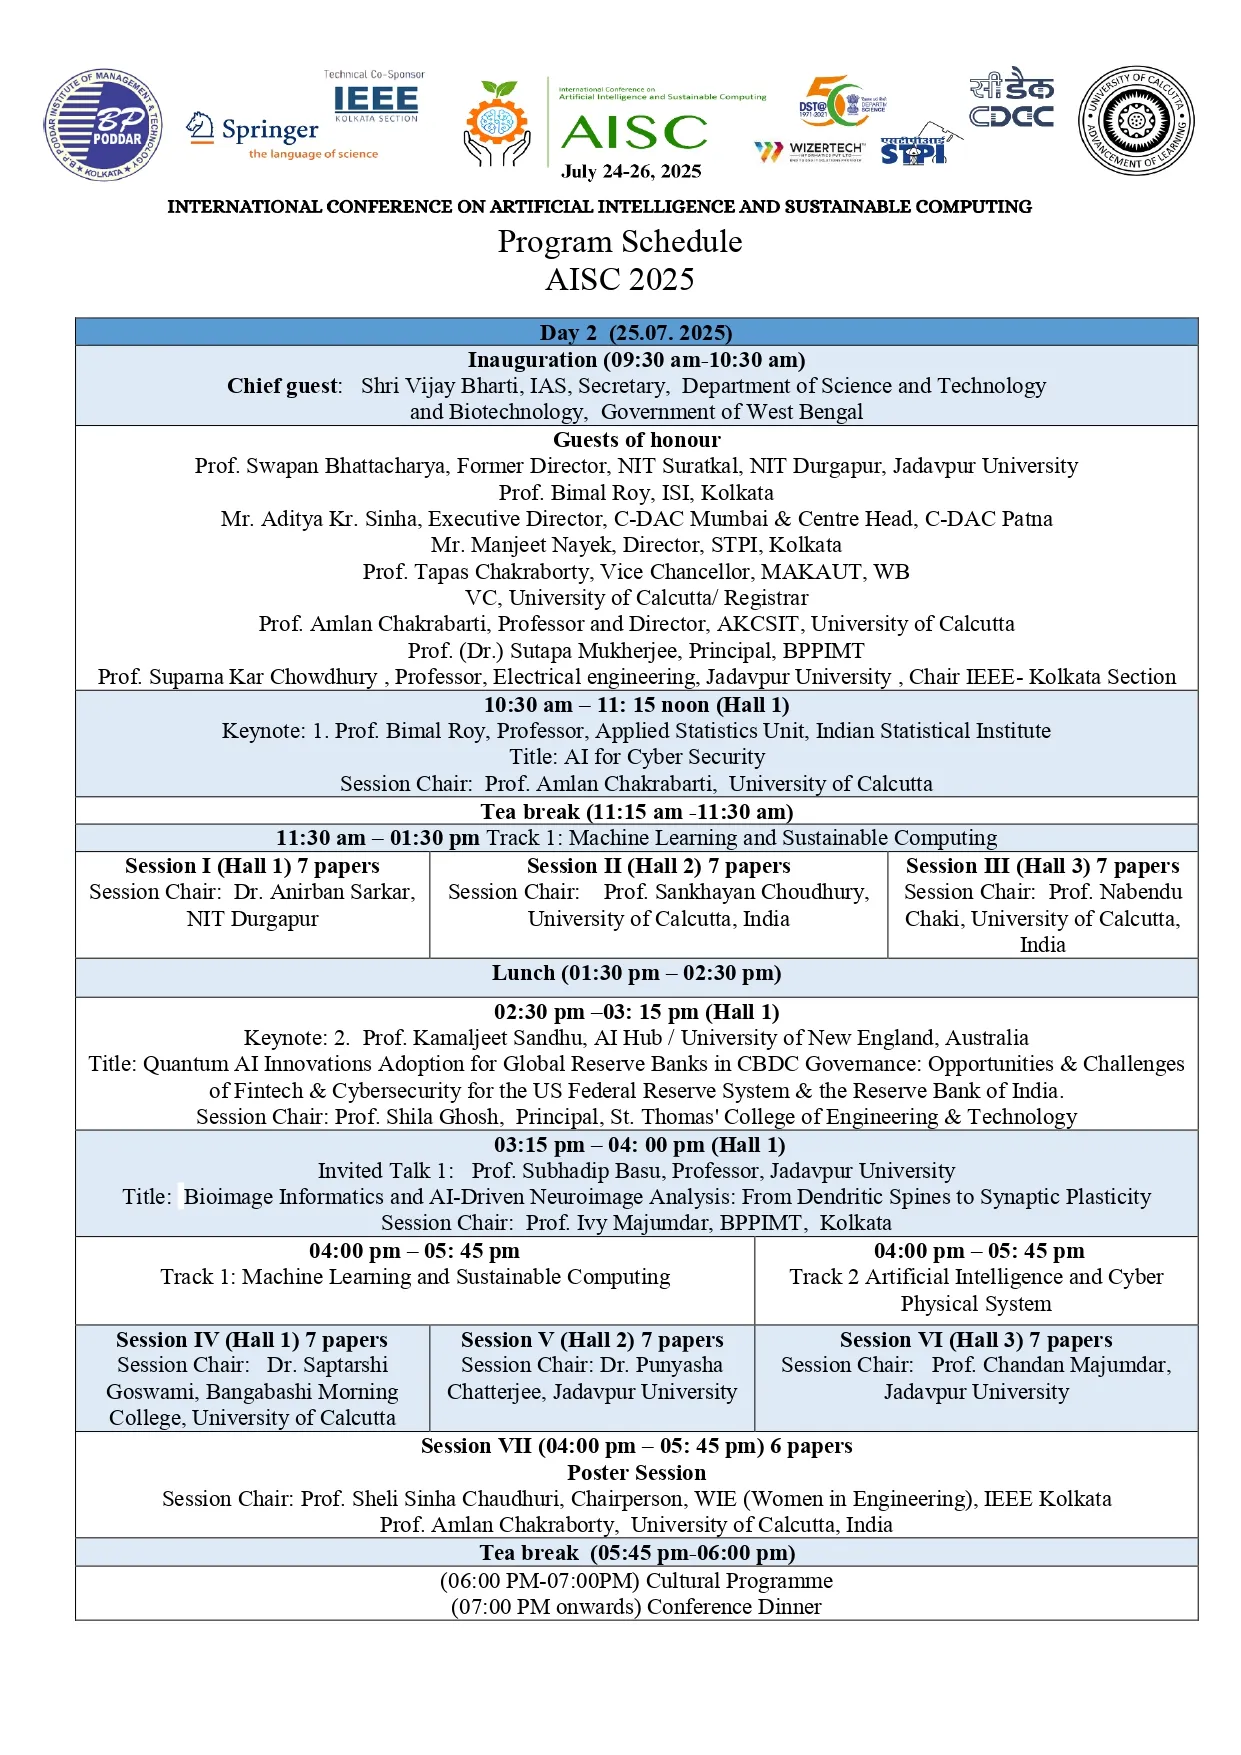 B.P. PODDAR INSTITUTE OF MANAGEMENT & TECHNOLOGY
BP
PODDAR
★ KOLKATA ★
Springer
the language of science
Technical Co-Sponsor
IEEE
KOLKATA SECTION
International Conference on
Artificial Intelligence and Sustainable Computing
AISC
July 24-26, 2025
50
DST@
1971-2021
WIZERTECH
INFORMATICS PVT LTD
STPI
सी डैक
CDAC
UNIVERSITY OF CALCUTTA
ADVANCEMENT OF LEARNING
INTERNATIONAL CONFERENCE ON ARTIFICIAL INTELLIGENCE AND SUSTAINABLE COMPUTING
Program Schedule
AISC 2025
Day 2 (25.07. 2025)
Inauguration (09:30 am-10:30 am)
Chief guest: Shri Vijay Bharti, IAS, Secretary, Department of Science and Technology
and Biotechnology, Government of West Bengal
Guests of honour
Prof. Swapan Bhattacharya, Former Director, NIT Suratkal, NIT Durgapur, Jadavpur University
Prof. Bimal Roy, ISI, Kolkata
Mr. Aditya Kr. Sinha, Executive Director, C-DAC Mumbai & Centre Head, C-DAC Patna
Mr. Manjeet Nayek, Director, STPI, Kolkata
Prof. Tapas Chakraborty, Vice Chancellor, MAKAUT, WB
VC, University of Calcutta/ Registrar
Prof. Amlan Chakrabarti, Professor and Director, AKCSIT, University of Calcutta
Prof. (Dr.) Sutapa Mukherjee, Principal, BPPIMT
Prof. Suparna Kar Chowdhury , Professor, Electrical engineering, Jadavpur University , Chair IEEE- Kolkata Section
10:30 am – 11: 15 noon (Hall 1)
Keynote: 1. Prof. Bimal Roy, Professor, Applied Statistics Unit, Indian Statistical Institute
Title: AI for Cyber Security
Session Chair: Prof. Amlan Chakrabarti, University of Calcutta
Tea break (11:15 am -11:30 am)
11:30 am – 01:30 pm Track 1: Machine Learning and Sustainable Computing
Session I (Hall 1) 7 papers
Session Chair: Dr. Anirban Sarkar,
NIT Durgapur
Session II (Hall 2) 7 papers
Session Chair: Prof. Sankhayan Choudhury,
University of Calcutta, India
Session III (Hall 3) 7 papers
Session Chair: Prof. Nabendu
Chaki, University of Calcutta,
India
Lunch (01:30 pm – 02:30 pm)
02:30 pm –03: 15 pm (Hall 1)
Keynote: 2. Prof. Kamaljeet Sandhu, AI Hub / University of New England, Australia
Title: Quantum AI Innovations Adoption for Global Reserve Banks in CBDC Governance: Opportunities & Challenges
of Fintech & Cybersecurity for the US Federal Reserve System & the Reserve Bank of India.
Session Chair: Prof. Shila Ghosh, Principal, St. Thomas' College of Engineering & Technology
03:15 pm – 04: 00 pm (Hall 1)
Invited Talk 1: Prof. Subhadip Basu, Professor, Jadavpur University
Title: Bioimage Informatics and AI-Driven Neuroimage Analysis: From Dendritic Spines to Synaptic Plasticity
Session Chair: Prof. Ivy Majumdar, BPPIMT, Kolkata
04:00 pm – 05: 45 pm
Track 1: Machine Learning and Sustainable Computing
04:00 pm – 05: 45 pm
Track 2 Artificial Intelligence and Cyber
Physical System
Session IV (Hall 1) 7 papers
Session Chair: Dr. Saptarshi
Goswami, Bangabashi Morning
College, University of Calcutta
Session V (Hall 2) 7 papers
Session Chair: Dr. Punyasha
Chatterjee, Jadavpur University
Session VI (Hall 3) 7 papers
Session Chair: Prof. Chandan Majumdar,
Jadavpur University
Session VII (04:00 pm – 05: 45 pm) 6 papers
Poster Session
Session Chair: Prof. Sheli Sinha Chaudhuri, Chairperson, WIE (Women in Engineering), IEEE Kolkata
Prof. Amlan Chakraborty, University of Calcutta, India
Tea break (05:45 pm-06:00 pm)
(06:00 PM-07:00PM) Cultural Programme
(07:00 PM onwards) Conference Dinner